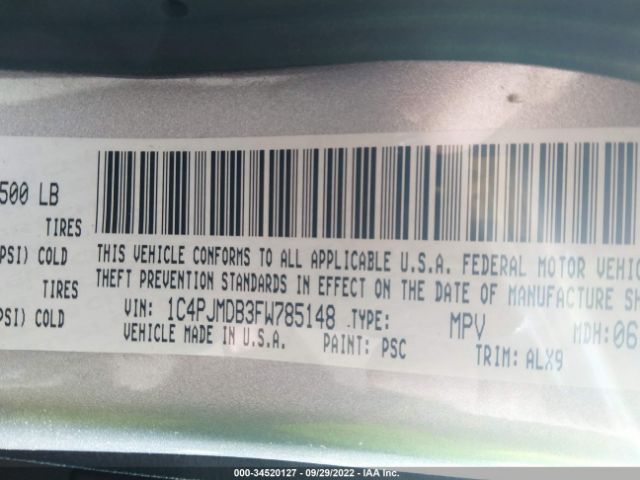 500 LB
TIRES
PSI) COLD
TIRES
PSI) COLD
THIS VEHICLE CONFORMS TO ALL APPLICABLE U.S.A. FEDERAL MOTOR VEHIC
THEFT PREVENTION STANDARDS IN EFFECT ON THE DATE OF MANUFACTURE SH
VIN: 1C4PJMDB3FW785148 TYPE: MPV MDH:06
VEHICLE MADE IN U.S.A. PAINT: PSC TRIM: ALX9
000-34520127 - 09/29/2022 - IAA Inc.